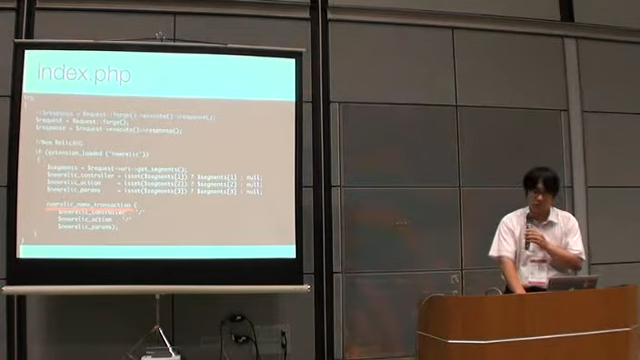 index.php
try
//$response = Request::forge()->execute()->response();
$request = Request::forge();
$response = $request->execute()->response();
//New Relic
if (extension_loaded ("newrelic"))
{
$segments = $request->uri->get_segments();
$newrelic_controller = isset($segments[1]) ? $segments[1] : null;
$newrelic_action = isset($segments[2]) ? $segments[2] : null;
$newrelic_params = isset($segments[3]) ? $segments[3] : null;
newrelic_name_transaction (
$newrelic_controller . "/"
$newrelic_action . "/"
$newrelic_params);
}